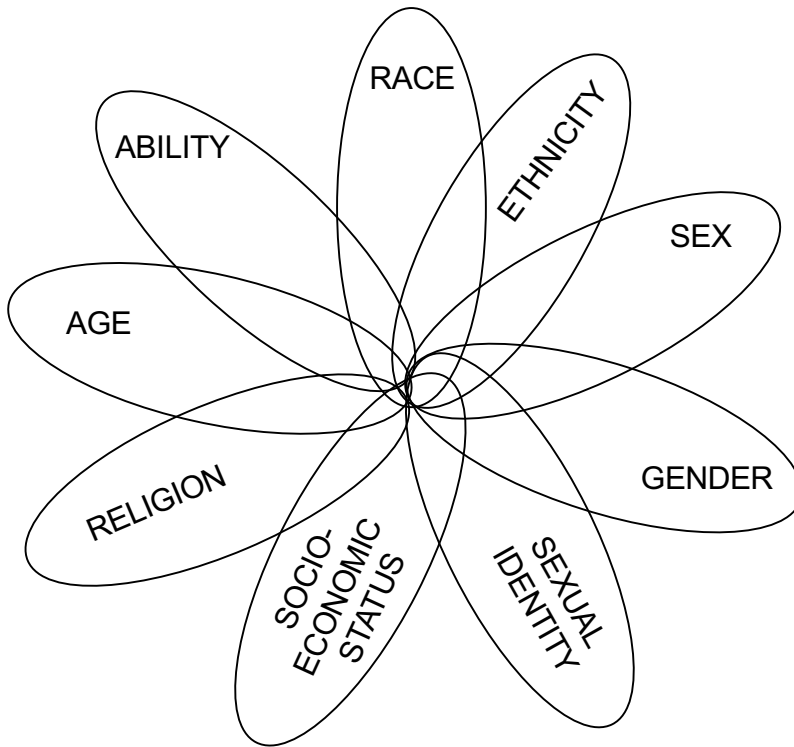 RACE
ETHNICITY
SEX
GENDER
SEXUAL
IDENTITY
SOCIO-
ECONOMIC
STATUS
RELIGION
AGE
ABILITY